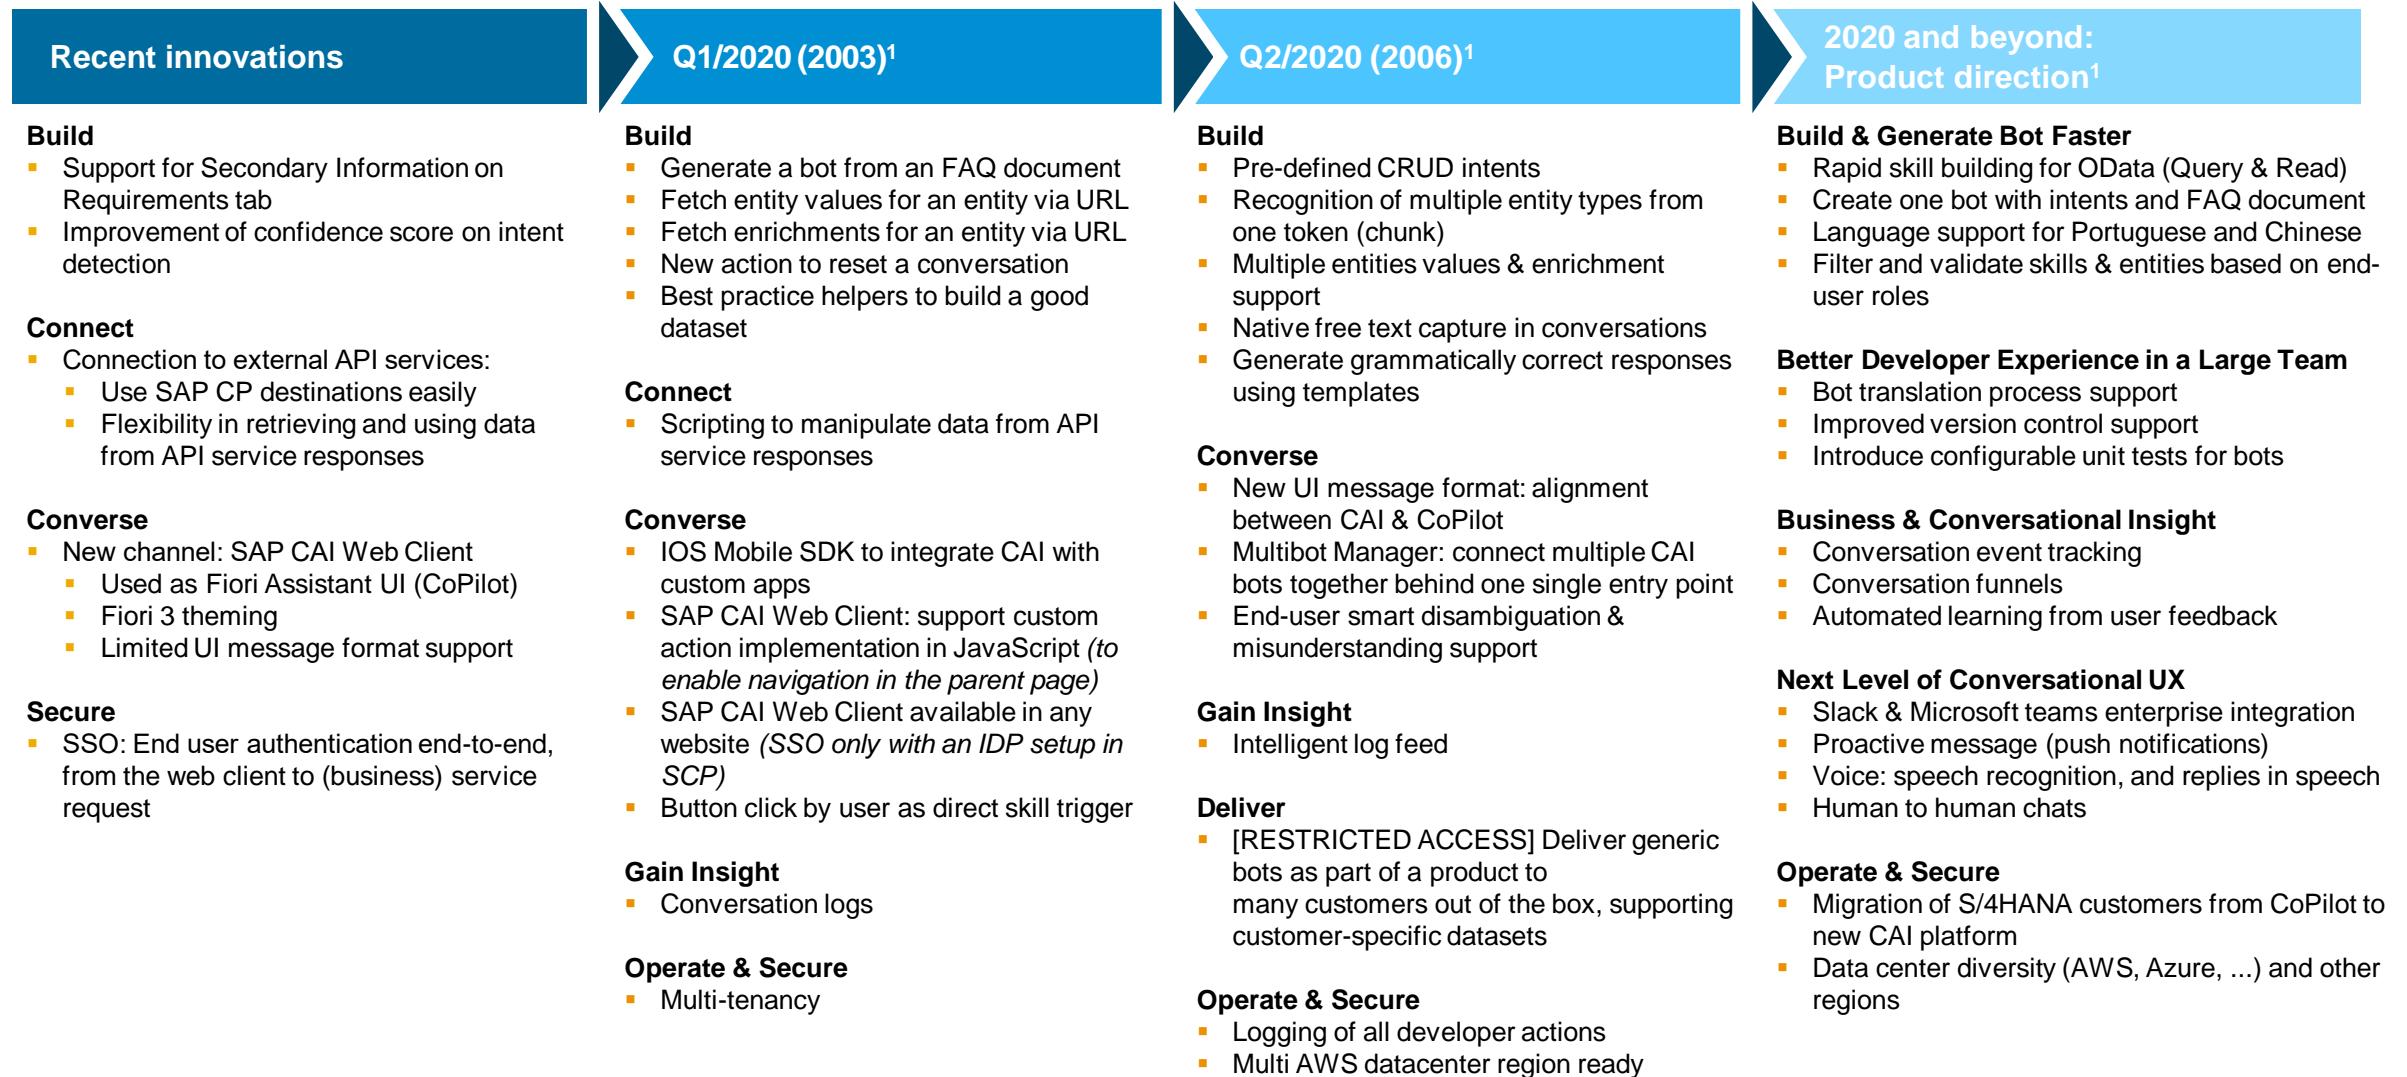 Recent innovations
Build
Support for Secondary Information on
Requirements tab
Improvement of confidence score on intent
detection
Connect
Connection to external API services:
Use SAP CP destinations easily
Flexibility in retrieving and using data
from API service responses
Converse
New channel: SAP CAI Web Client
Used as Fiori Assistant UI (CoPilot)
Fiori 3 theming
Limited UI message format support
Secure
SSO: End user authentication end-to-end,
from the web client to (business) service
request
Q1/2020 (2003)¹
Build
Generate a bot from an FAQ document
Fetch entity values for an entity via URL
Fetch enrichments for an entity via URL
New action to reset a conversation
Best practice helpers to build a good
dataset
Connect
Scripting to manipulate data from API
service responses
Converse
IOS Mobile SDK to integrate CAI with
custom apps
SAP CAI Web Client: support custom
action implementation in JavaScript (to
enable navigation in the parent page)
SAP CAI Web Client available in any
website (SSO only with an IDP setup in
SCP)
Button click by user as direct skill trigger
Gain Insight
Conversation logs
Operate & Secure
Multi-tenancy
Q2/2020 (2006)¹
Build
Pre-defined CRUD intents
Recognition of multiple entity types from
one token (chunk)
Multiple entities values & enrichment
support
Native free text capture in conversations
Generate grammatically correct responses
using templates
Converse
New UI message format: alignment
between CAI & CoPilot
Multibot Manager: connect multiple CAI
bots together behind one single entry point
End-user smart disambiguation &
misunderstanding support
Gain Insight
Intelligent log feed
Deliver
[RESTRICTED ACCESS] Deliver generic
bots as part of a product to
many customers out of the box, supporting
customer-specific datasets
Operate & Secure
Logging of all developer actions
Multi AWS datacenter region ready
2020 and beyond:
Product direction¹
Build & Generate Bot Faster
Rapid skill building for OData (Query & Read)
Create one bot with intents and FAQ document
Language support for Portuguese and Chinese
Filter and validate skills & entities based on end-
user roles
Better Developer Experience in a Large Team
Bot translation process support
Improved version control support
Introduce configurable unit tests for bots
Business & Conversational Insight
Conversation event tracking
Conversation funnels
Automated learning from user feedback
Next Level of Conversational UX
Slack & Microsoft teams enterprise integration
Proactive message (push notifications)
Voice: speech recognition, and replies in speech
Human to human chats
Operate & Secure
Migration of S/4HANA customers from CoPilot to
new CAI platform
Data center diversity (AWS, Azure, ...) and other
regions